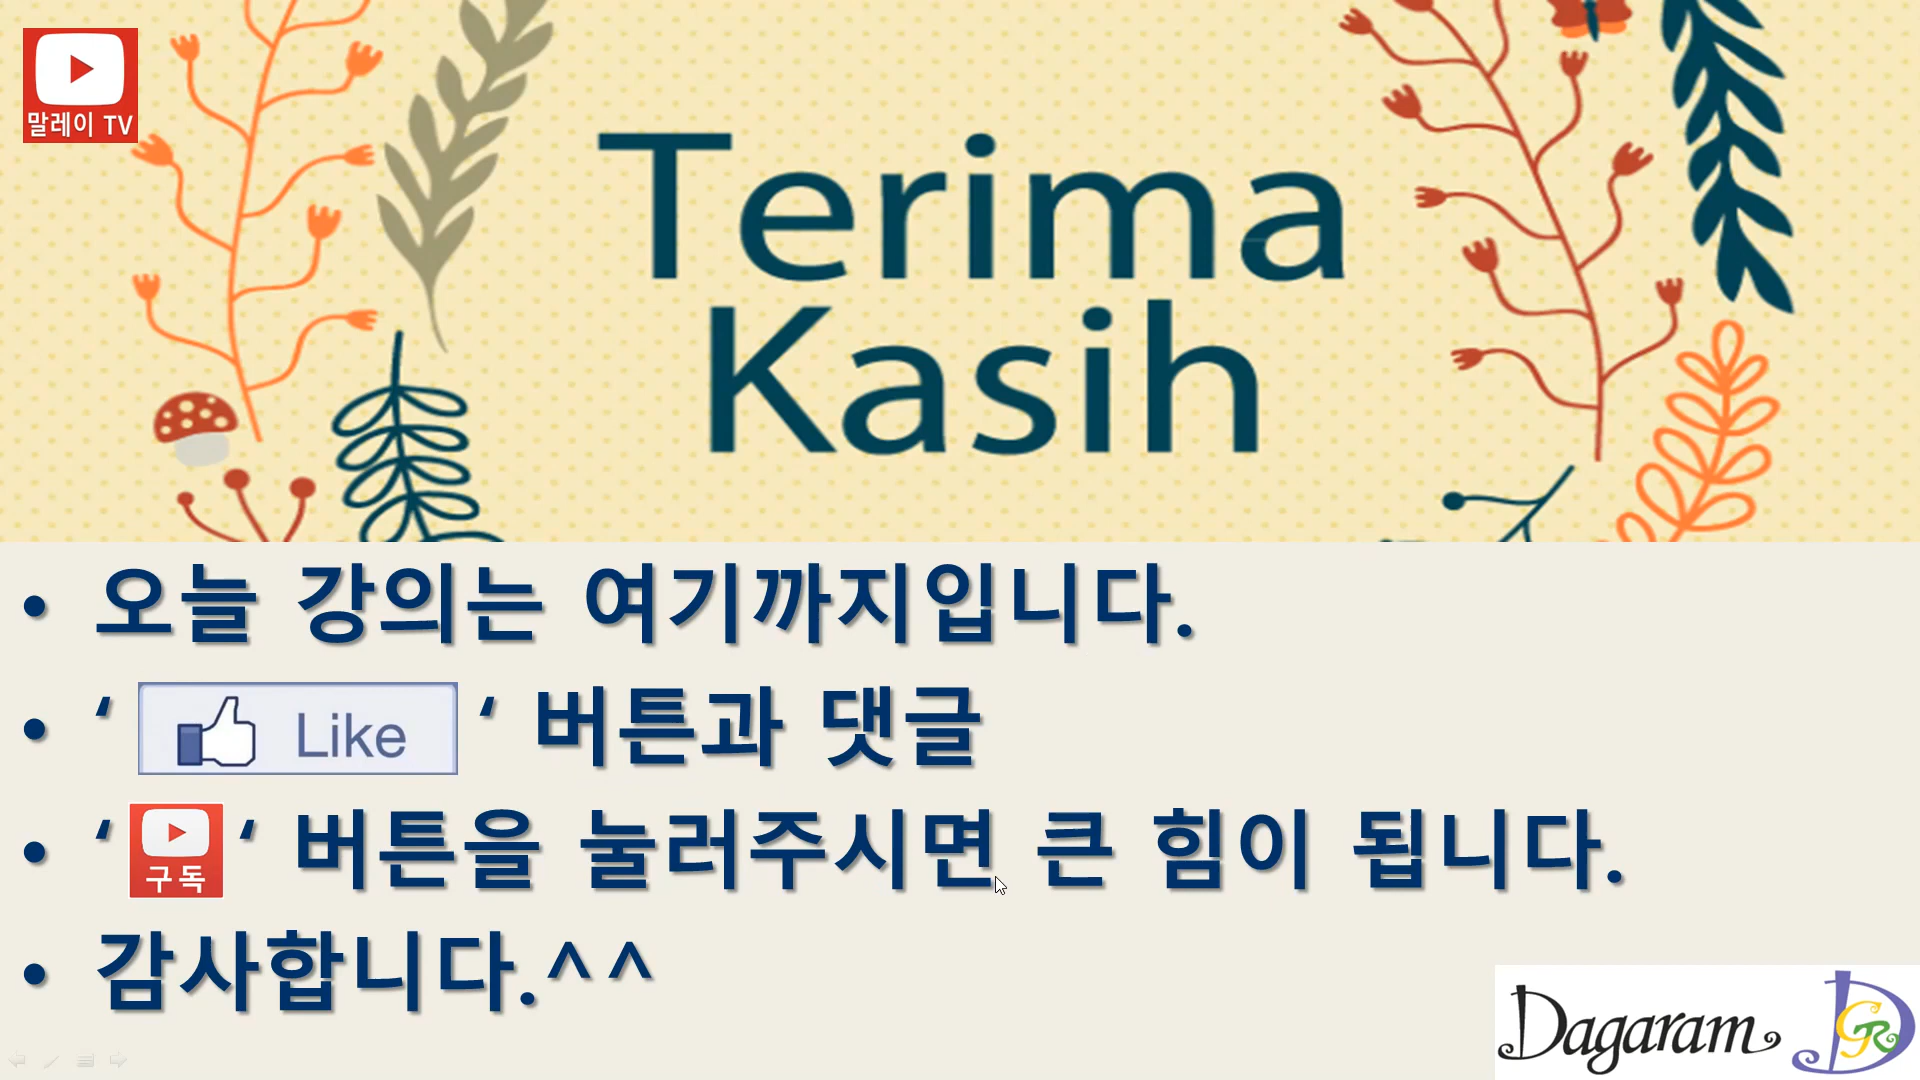 말레이 TV
Terima
Kasih
• 오늘 강의는 여기까지입니다.
• ‘ Like ‘ 버튼과 댓글
• ‘ 구독 ‘ 버튼을 눌러주시면 큰 힘이 됩니다.
• 감사합니다.^^
Dagaram DGR